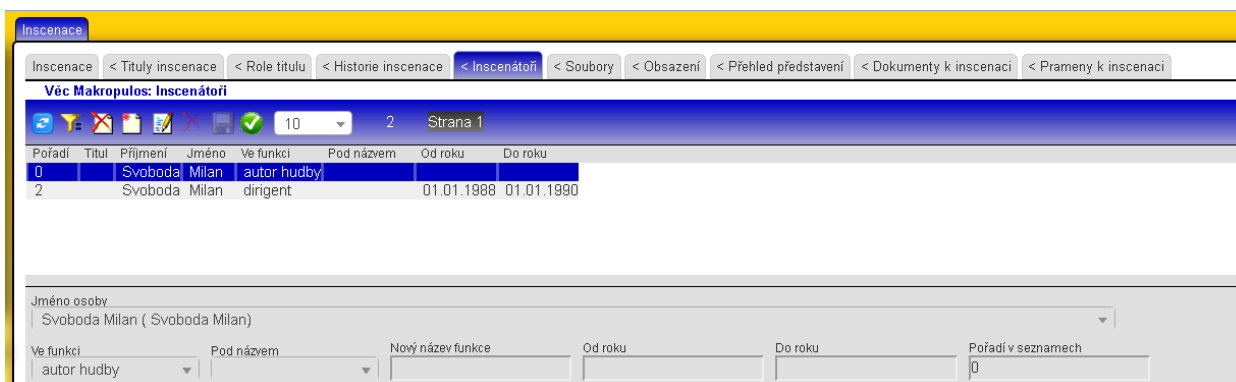 Inscenace
Inscenace < Tituly inscenace < Role titulu < Historie inscenace < Inscenátoři < Soubory < Obsazení < Přehled představení < Dokumenty k inscenaci < Prameny k inscenaci
Věc Makropulos: Inscenátoři
10 2 Strana 1
Pořadí Titul Příjmení Jméno Ve funkci Pod názvem Od roku Do roku
0 Svoboda Milan autor hudby
2 Svoboda Milan dirigent 01.01.1988 01.01.1990
Jméno osoby
Svoboda Milan ( Svoboda Milan)
Ve funkci Pod názvem Nový název funkce Od roku Do roku Pořadí v seznamech
autor hudby 0